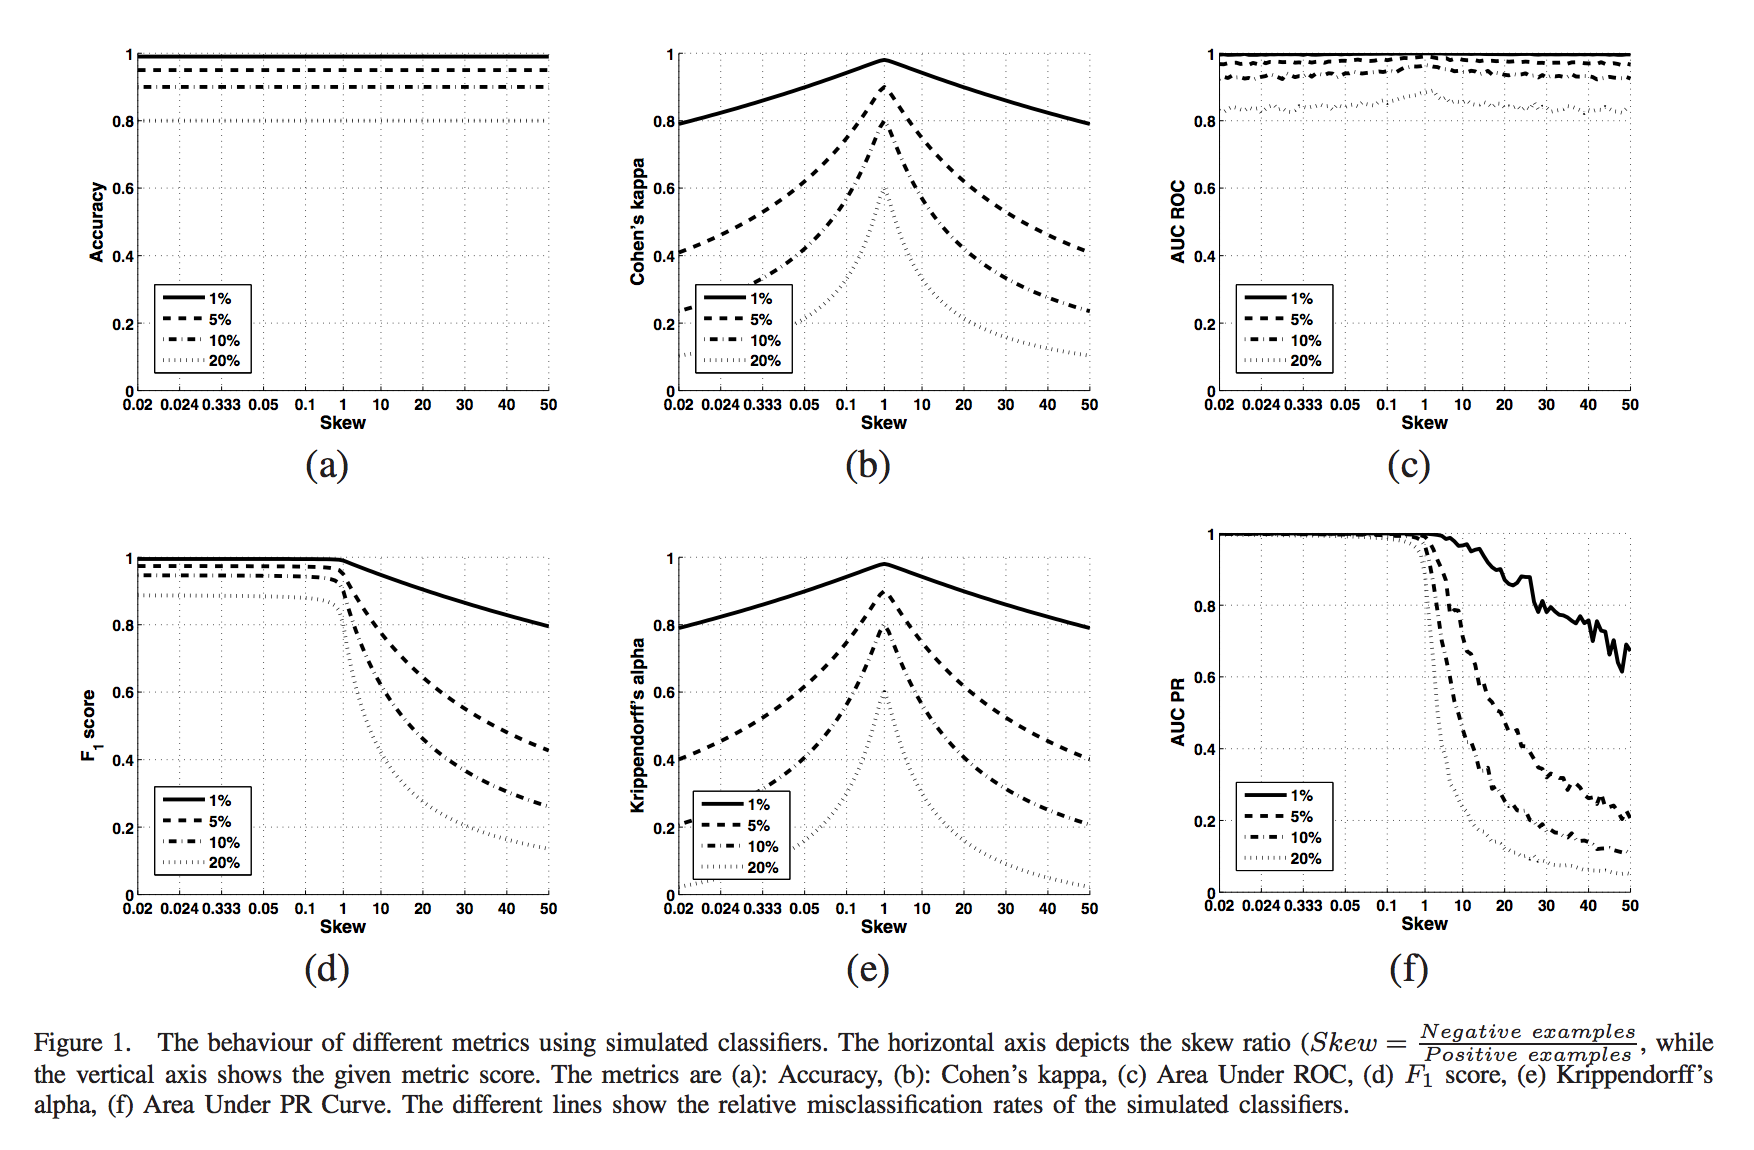 1
0.8
0.6
0.4
0.2
0
Accuracy
1%
5%
10%
20%
0.02 0.024 0.333 0.05 0.1 1 10 20 30 40 50
Skew
(a)
1
0.8
0.6
0.4
0.2
0
Cohen's kappa
1%
5%
10%
20%
0.02 0.024 0.333 0.05 0.1 1 10 20 30 40 50
Skew
(b)
1
0.8
0.6
0.4
0.2
0
AUC ROC
1%
5%
10%
20%
0.02 0.024 0.333 0.05 0.1 1 10 20 30 40 50
Skew
(c)
1
0.8
0.6
0.4
0.2
0
F1 score
1%
5%
10%
20%
0.02 0.024 0.333 0.05 0.1 1 10 20 30 40 50
Skew
(d)
1
0.8
0.6
0.4
0.2
0
Krippendorff's alpha
1%
5%
10%
20%
0.02 0.024 0.333 0.05 0.1 1 10 20 30 40 50
Skew
(e)
1
0.8
0.6
0.4
0.2
0
AUC PR
1%
5%
10%
20%
0.02 0.024 0.333 0.05 0.1 1 10 20 30 40 50
Skew
(f)
Figure 1. The behaviour of different metrics using simulated classifiers. The horizontal axis depicts the skew ratio (Skew = Negative examples / Positive examples, while
the vertical axis shows the given metric score. The metrics are (a): Accuracy, (b): Cohen's kappa, (c) Area Under ROC, (d) F1 score, (e) Krippendorff's
alpha, (f) Area Under PR Curve. The different lines show the relative misclassification rates of the simulated classifiers.